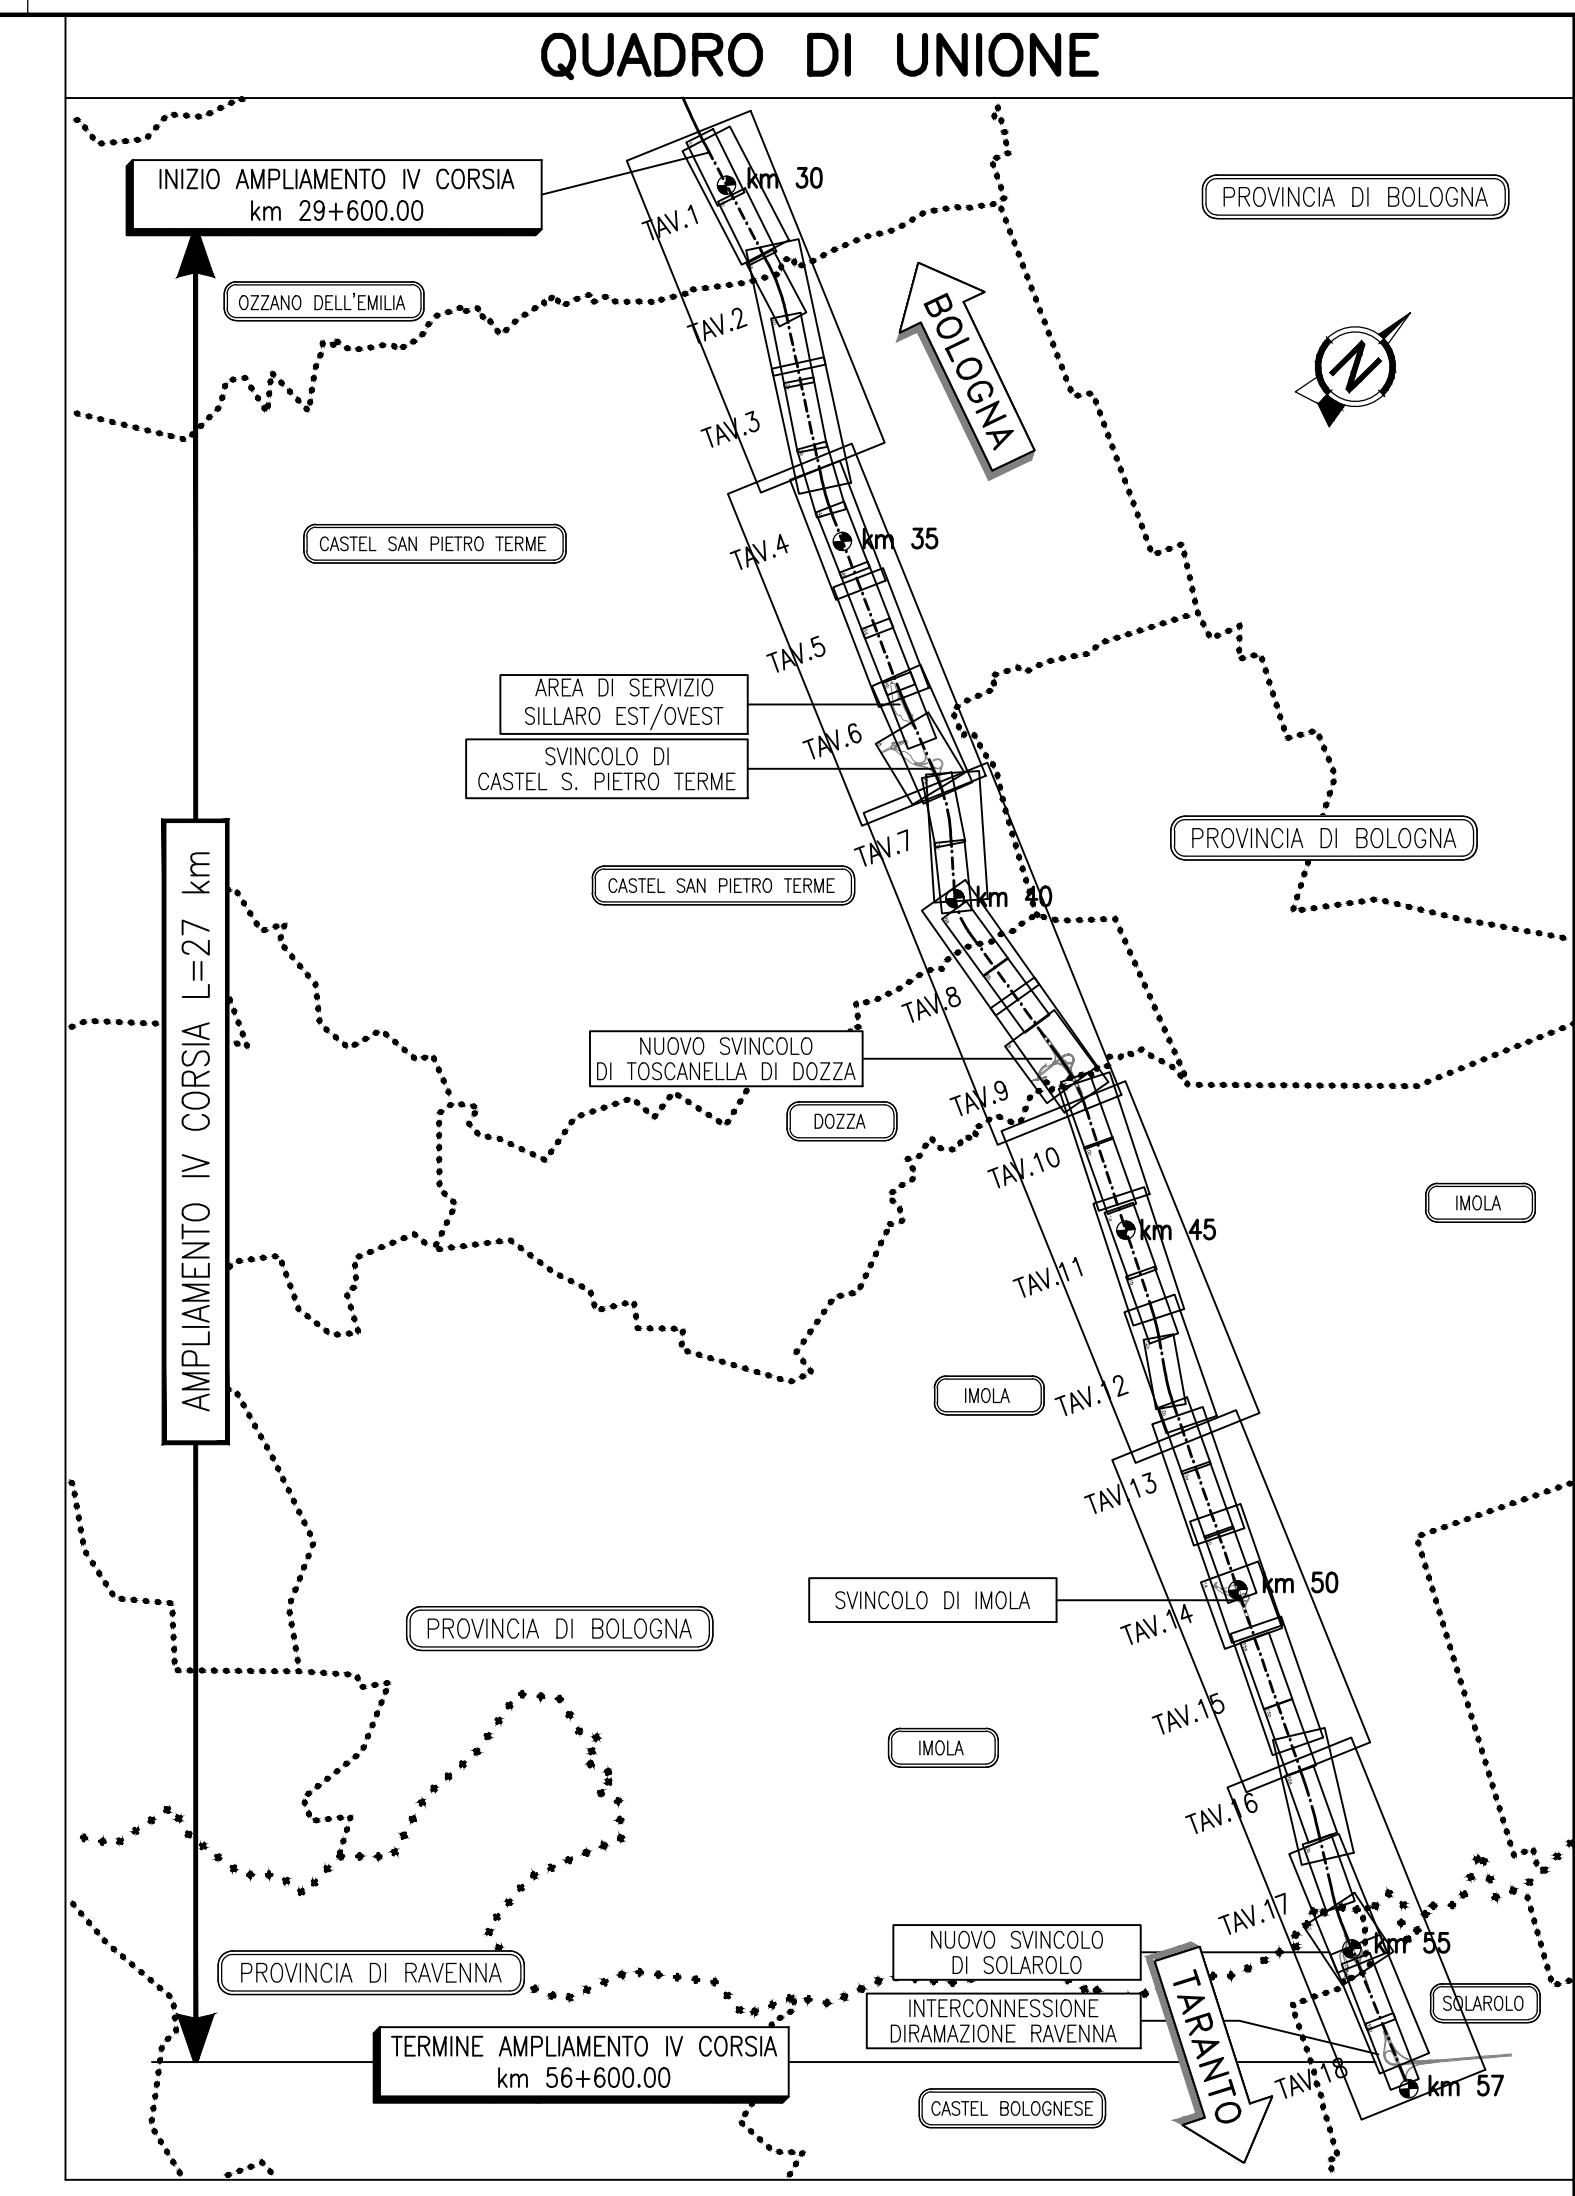 QUADRO DI UNIONE
INIZIO AMPLIAMENTO IV CORSIA
km 29+600.00
km 30
PROVINCIA DI BOLOGNA
TAV.1
OZZANO DELL'EMILIA
TAV.2
BOLOGNA
N
TAV.3
CASTEL SAN PIETRO TERME
TAV.4
km 35
TAV.5
AREA DI SERVIZIO
SILLARO EST/OVEST
TAV.6
SVINCOLO DI
CASTEL S. PIETRO TERME
TAV.7
PROVINCIA DI BOLOGNA
CASTEL SAN PIETRO TERME
km 40
AMPLIAMENTO IV CORSIA L=27 km
TAV.8
NUOVO SVINCOLO
DI TOSCANELLA DI DOZZA
TAV.9
DOZZA
TAV.10
IMOLA
km 45
TAV.11
IMOLA
TAV.12
TAV.13
SVINCOLO DI IMOLA
km 50
TAV.14
PROVINCIA DI BOLOGNA
TAV.15
IMOLA
TAV.16
TAV.17
NUOVO SVINCOLO
DI SOLAROLO
km 55
PROVINCIA DI RAVENNA
INTERCONNESSIONE
DIRAMAZIONE RAVENNA
SOLAROLO
TARANTO
TERMINE AMPLIAMENTO IV CORSIA
km 56+600.00
TAV.18
km 57
CASTEL BOLOGNESE